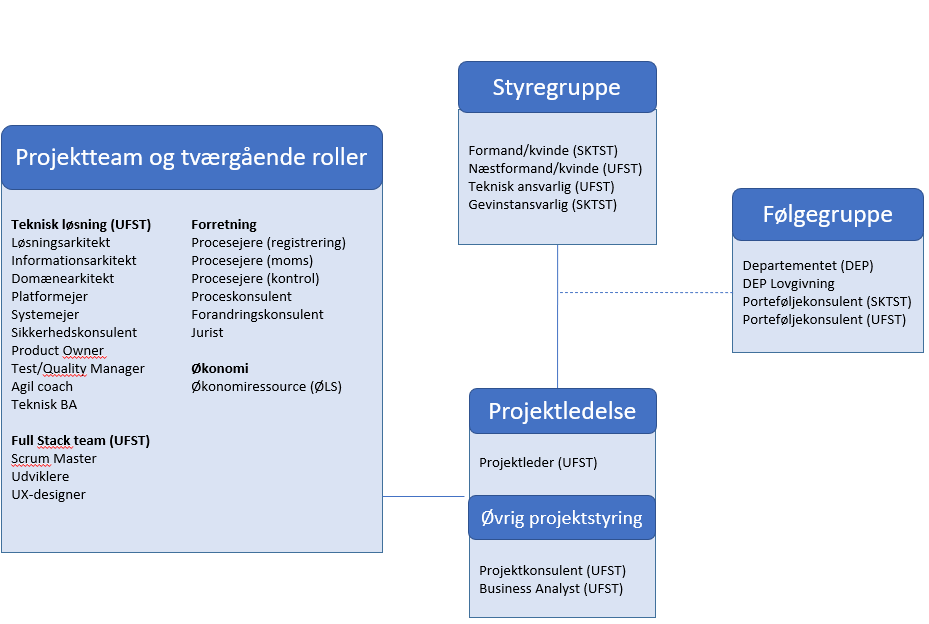 Styregruppe
Formand/kvinde (SKTST)
Næstformand/kvinde (UFST)
Teknisk ansvarlig (UFST)
Gevinstansvarlig (SKTST)
Projektteam og tværgående roller
Teknisk løsning (UFST)
Løsningsarkitekt
Informationsarkitekt
Domænearkitekt
Platformejer
Systemejer
Sikkerhedskonsulent
Product Owner
Test/Quality Manager
Agil coach
Teknisk BA
Full Stack team (UFST)
Scrum Master
Udviklere
UX-designer
Forretning
Procesejere (registrering)
Procesejere (moms)
Procesejere (kontrol)
Proceskonsulent
Forandringskonsulent
Jurist
Økonomi
Økonomiressource (ØLS)
Følgegruppe
Departementet (DEP)
DEP Lovgivning
Porteføljekonsulent (SKTST)
Porteføljekonsulent (UFST)
Projektledelse
Projektleder (UFST)
Øvrig projektstyring
Projektkonsulent (UFST)
Business Analyst (UFST)